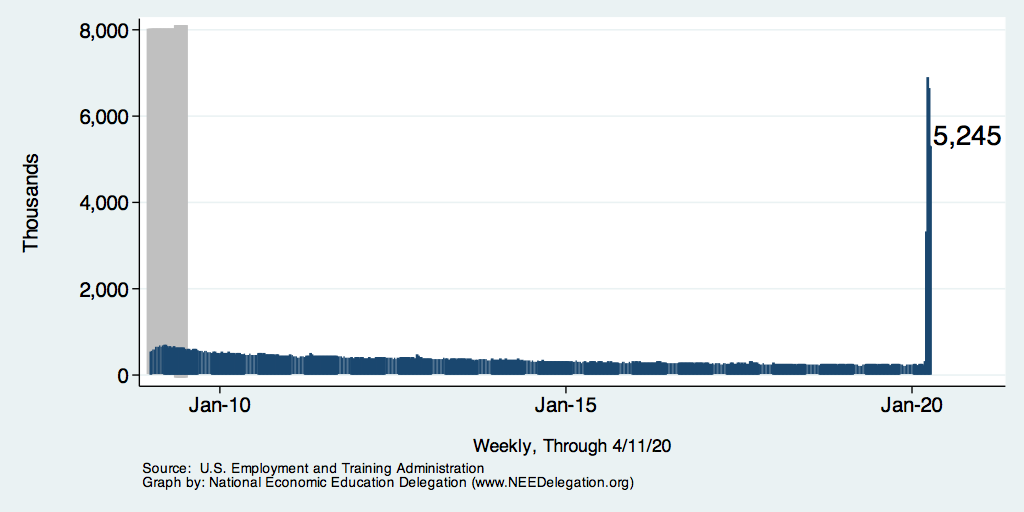 8,000
6,000
5,245
4,000
Thousands
2,000
0
Jan-10 Jan-15 Jan-20
Weekly, Through 4/11/20
Source: U.S. Employment and Training Administration
Graph by: National Economic Education Delegation (www.NEEDelegation.org)